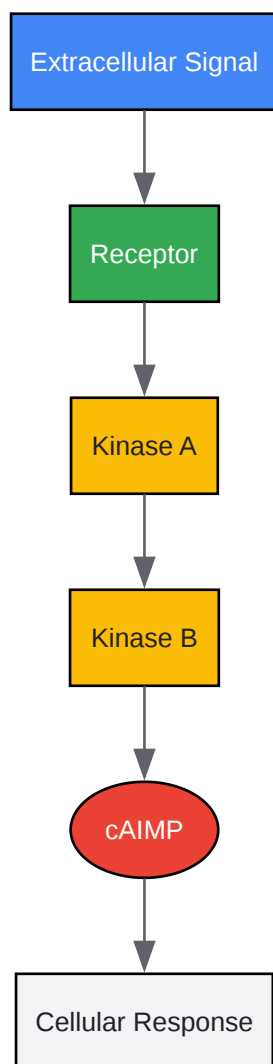 Extracellular Signal
Receptor
Kinase A
Kinase B
cAIMP
Cellular Response